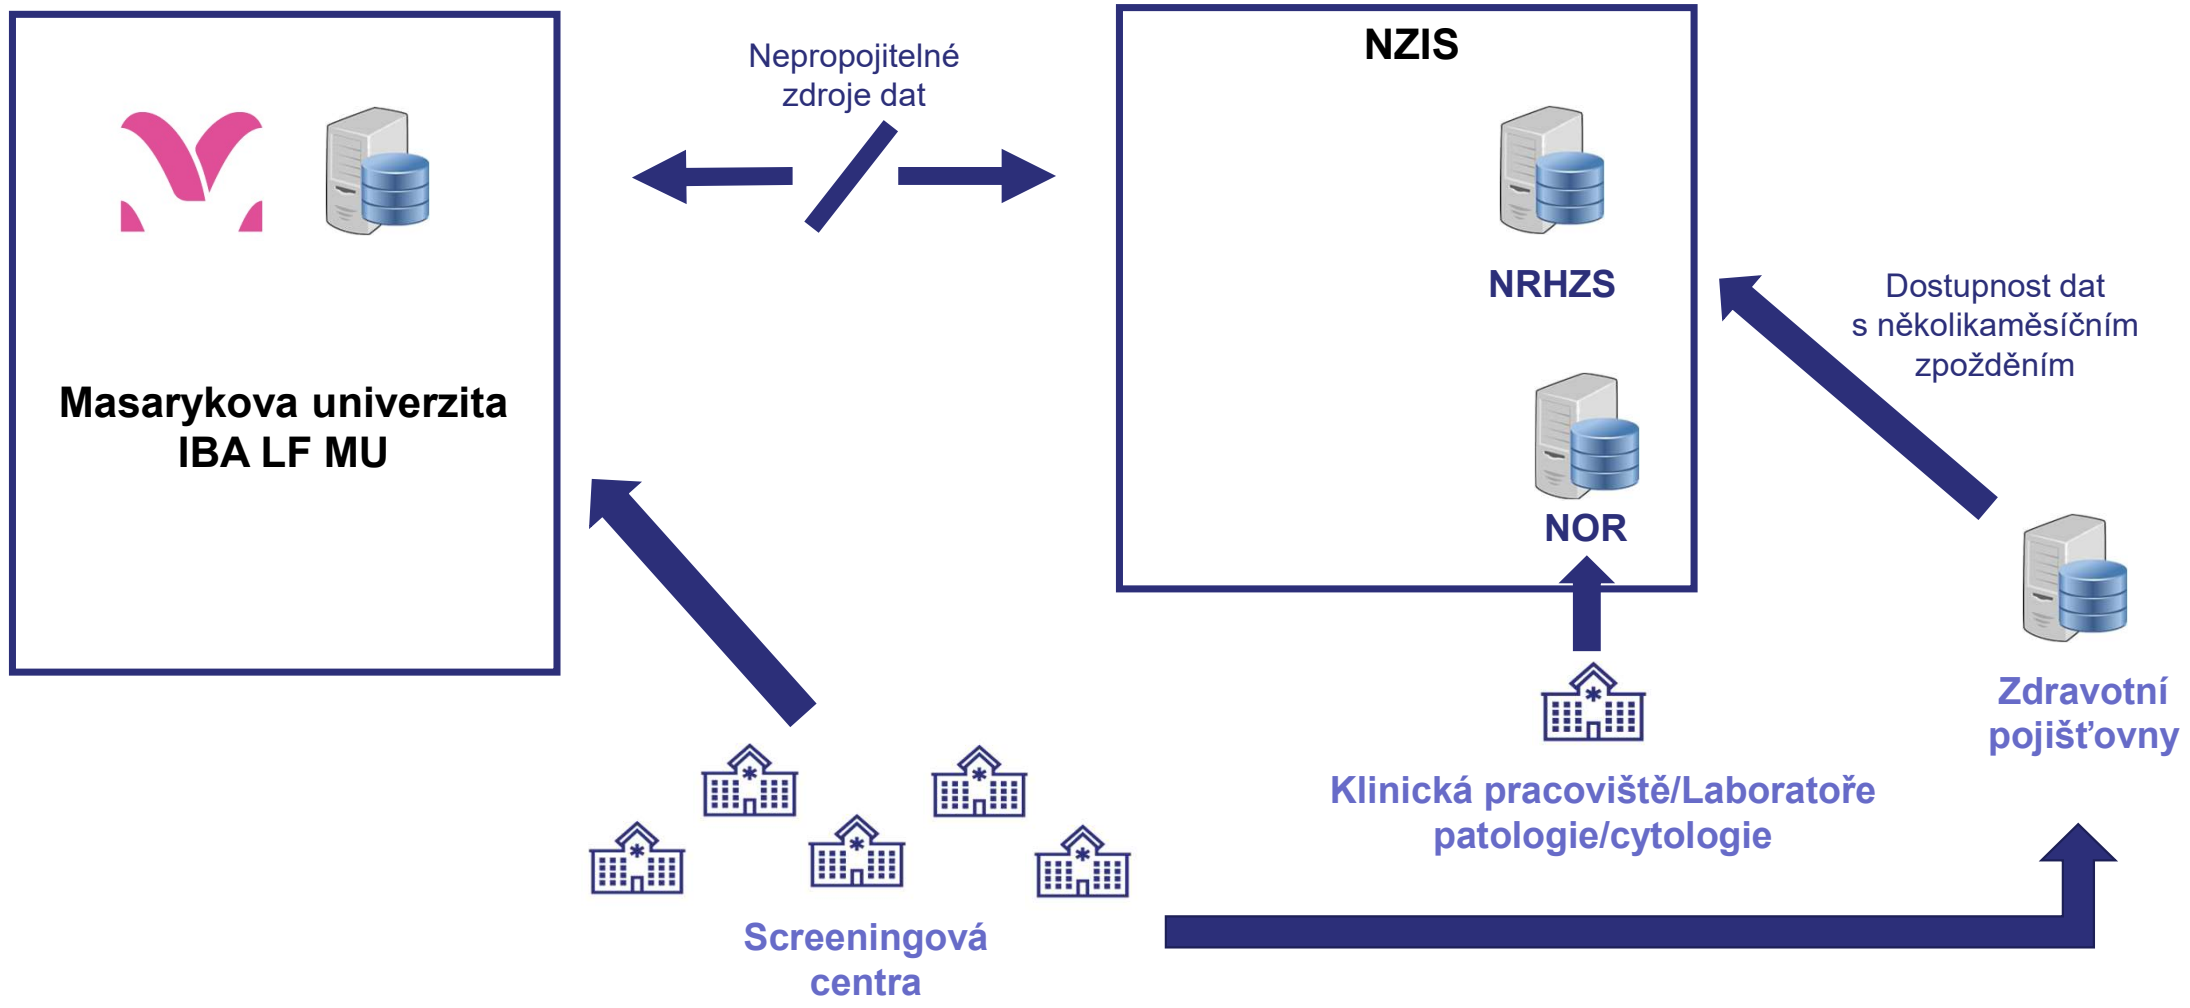 Nepropojitelné
zdroje dat
NZIS
NRHZS
Masarykova univerzita
IBA LF MU
Dostupnost dat
s několikaměsíčním
zpožděním
NOR
Zdravotní
pojišťovny
Klinická pracoviště/Laboratoře
patologie/cytologie
Screeningová
centra